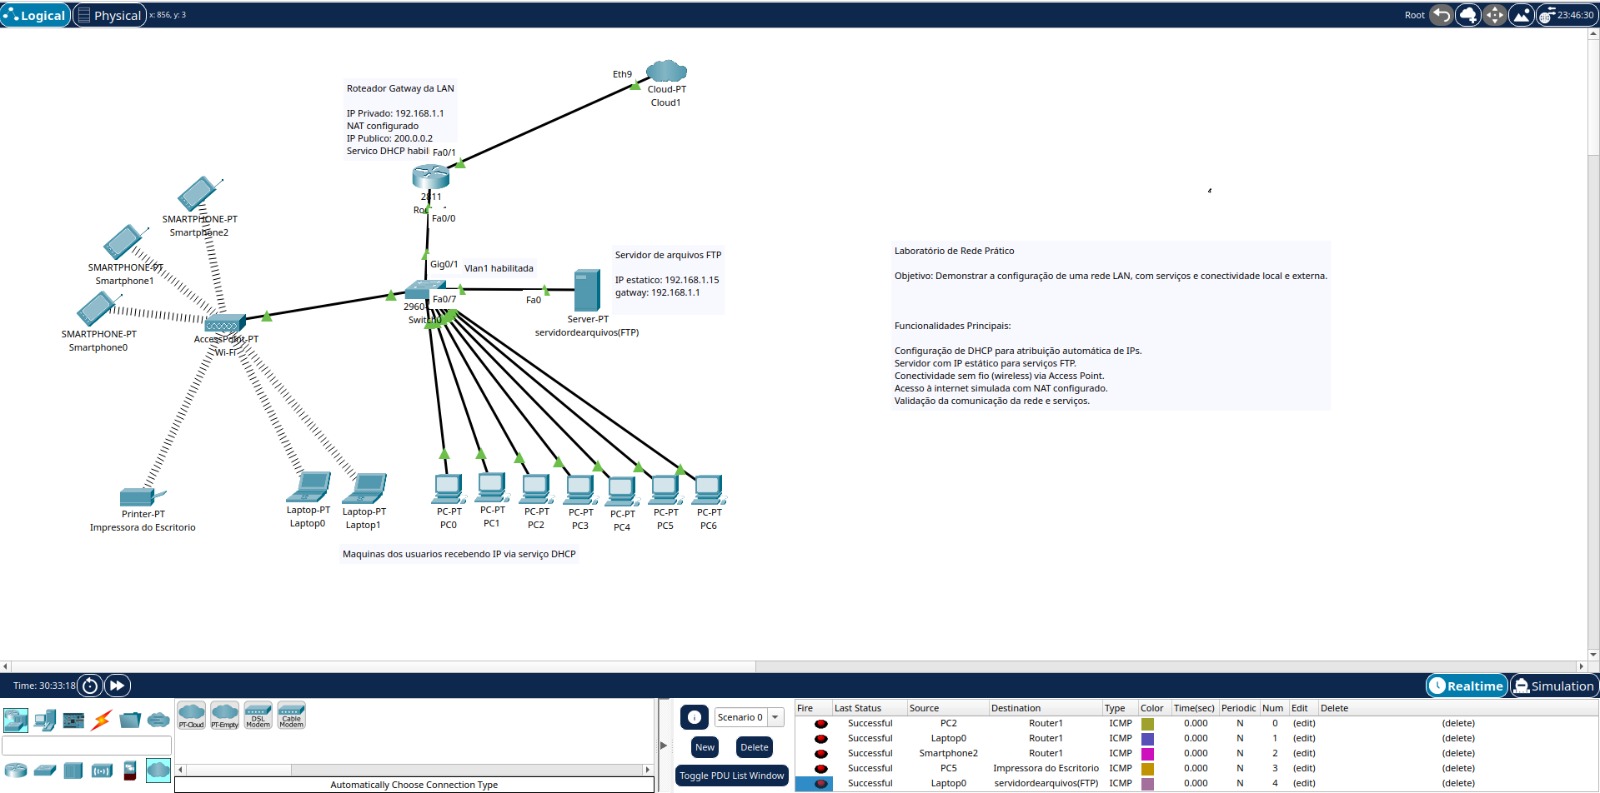 Logical
Physical
x: 856, y: 3
Root
23:46:30
Eth9
Cloud-PT
Cloud1
Roteador Gatway da LAN
IP Privado: 192.168.1.1
NAT configurado
IP Publico: 200.0.0.2
Servico DHCP habil
Fa0/1
2811
Fa0/0
SMARTPHONE-PT
Smartphone2
SMARTPHONE-PT
Smartphone1
SMARTPHONE-PT
Smartphone0
AccessPoint-PT
Wi-Fi
Gig0/1
Vlan1 habilitada
2960
Fa0/7
Switch0
Fa0
Servidor de arquivos FTP
IP estatico: 192.168.1.15
gatway: 192.168.1.1
Server-PT
servidordearquivos(FTP)
Laboratório de Rede Prático
Objetivo: Demonstrar a configuração de uma rede LAN, com serviços e conectividade local e externa.
Funcionalidades Principais:
Configuração de DHCP para atribuição automática de IPs.
Servidor com IP estático para serviços FTP.
Conectividade sem fio (wireless) via Access Point.
Acesso à internet simulada com NAT configurado.
Validação da comunicação da rede e serviços.
Printer-PT
Impressora do Escritorio
Laptop-PT
Laptop0
Laptop-PT
Laptop1
PC-PT
PC0
PC-PT
PC1
PC-PT
PC2
PC-PT
PC3
PC-PT
PC4
PC-PT
PC5
PC-PT
PC6
Maquinas dos usuarios recebendo IP via serviço DHCP
Time: 30:33:18
Realtime
Simulation
PT-Cloud
PT-Empty
DSL Modem
Cable Modem
Automatically Choose Connection Type
Scenario 0
New
Delete
Toggle PDU List Window
Fire Last Status Source Destination Type Color Time(sec) Periodic Num Edit Delete
Successful PC2 Router1 ICMP 0.000 N 0 (edit) (delete)
Successful Laptop0 Router1 ICMP 0.000 N 1 (edit) (delete)
Successful Smartphone2 Router1 ICMP 0.000 N 2 (edit) (delete)
Successful PC5 Impressora do Escritorio ICMP 0.000 N 3 (edit) (delete)
Successful Laptop0 servidordearquivos(FTP) ICMP 0.000 N 4 (edit) (delete)